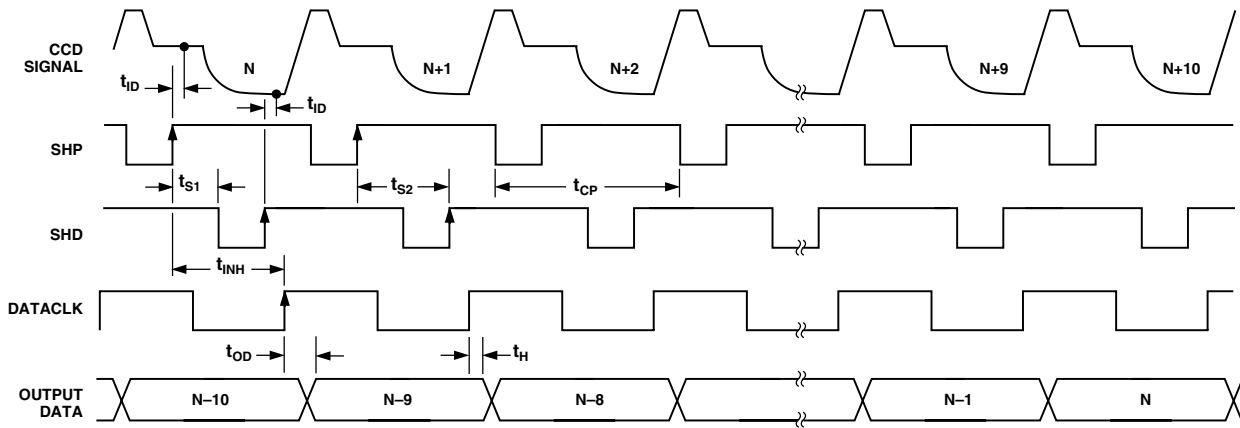 CCD
SIGNAL
N
N+1
N+2
N+9
N+10
tID
tID
SHP
tS1
tS2
tCP
SHD
tINH
DATACLK
tOD
tH
OUTPUT
DATA
N–10
N–9
N–8
N–1
N